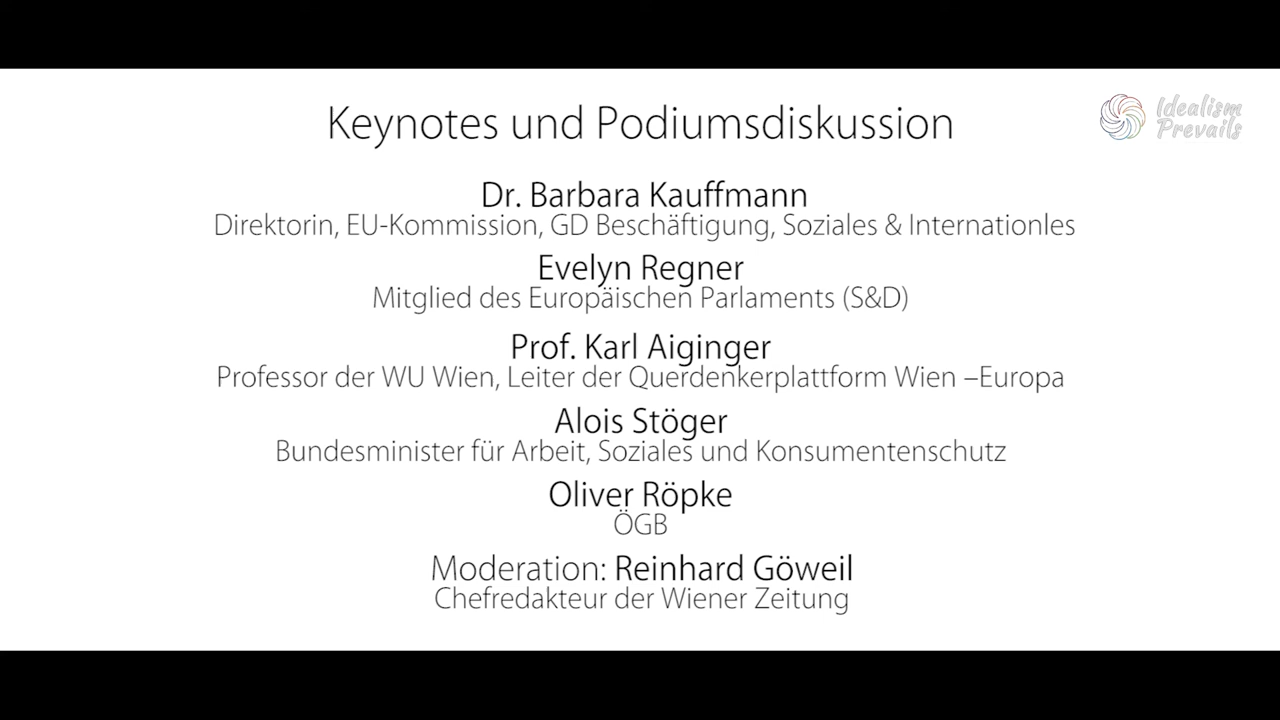 Keynotes und Podiumsdiskussion
Idealism
Prevails
Dr. Barbara Kauffmann
Direktorin, EU-Kommission, GD Beschäftigung, Soziales & Internationles
Evelyn Regner
Mitglied des Europäischen Parlaments (S&D)
Prof. Karl Aiginger
Professor der WU Wien, Leiter der Querdenkerplattform Wien –Europa
Alois Stöger
Bundesminister für Arbeit, Soziales und Konsumentenschutz
Oliver Röpke
ÖGB
Moderation: Reinhard Göweil
Chefredakteur der Wiener Zeitung